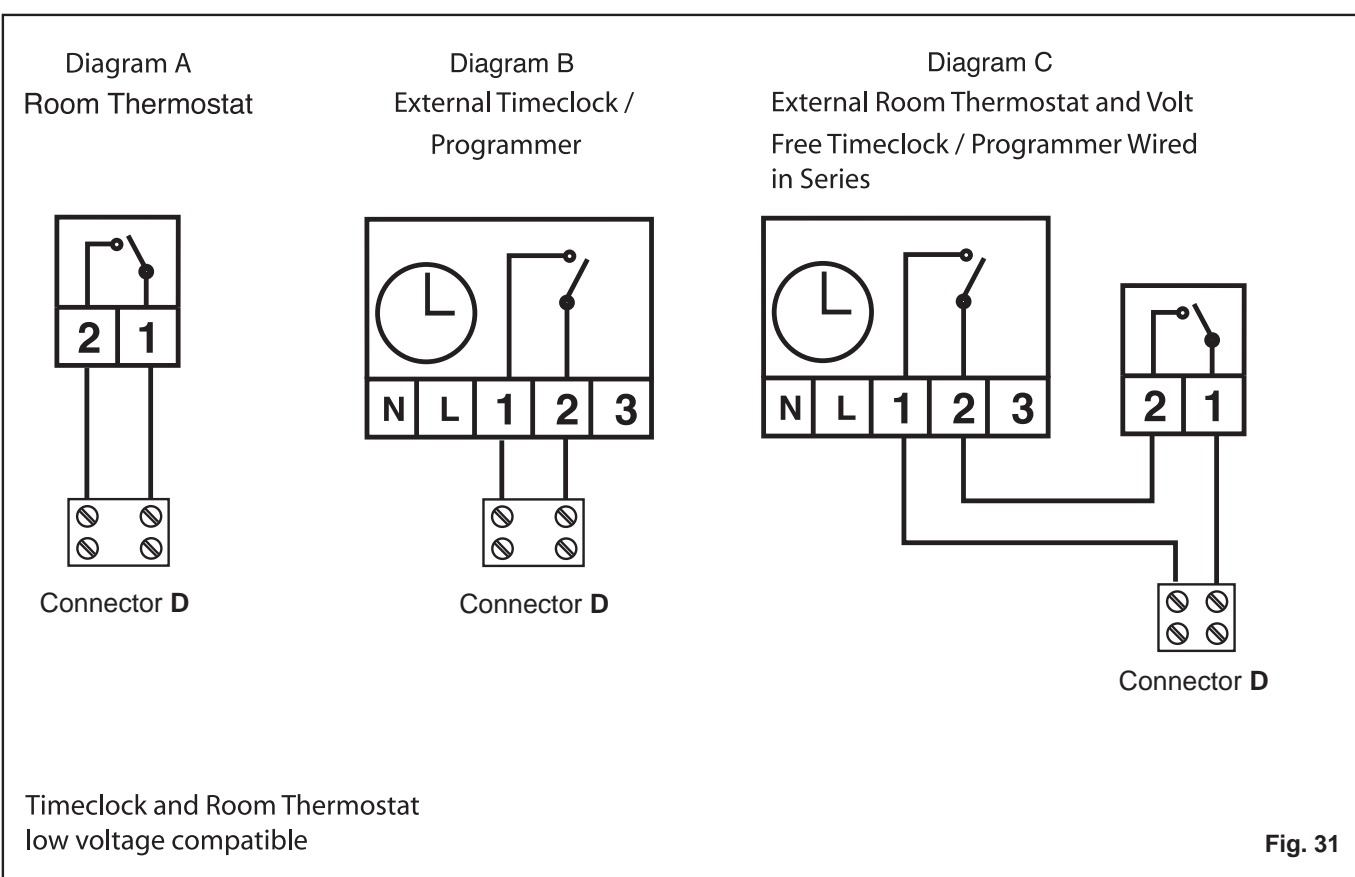 Diagram A
Room Thermostat
2 1
Connector D
Diagram B
External Timeclock /
Programmer
N L 1 2 3
Connector D
Diagram C
External Room Thermostat and Volt
Free Timeclock / Programmer Wired
in Series
N L 1 2 3
2 1
Connector D
Timeclock and Room Thermostat
low voltage compatible
Fig. 31